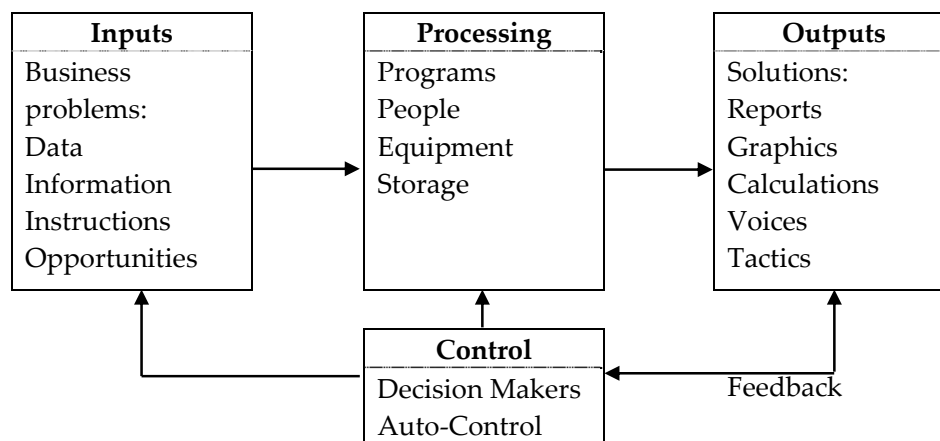 Inputs
Business
problems:
Data
Information
Instructions
Opportunities
Processing
Programs
People
Equipment
Storage
Outputs
Solutions:
Reports
Graphics
Calculations
Voices
Tactics
Control
Decision Makers
Auto-Control
Feedback